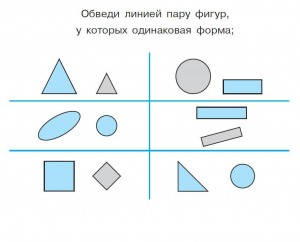 Обведи линией пару фигур,
у которых одинаковая форма;